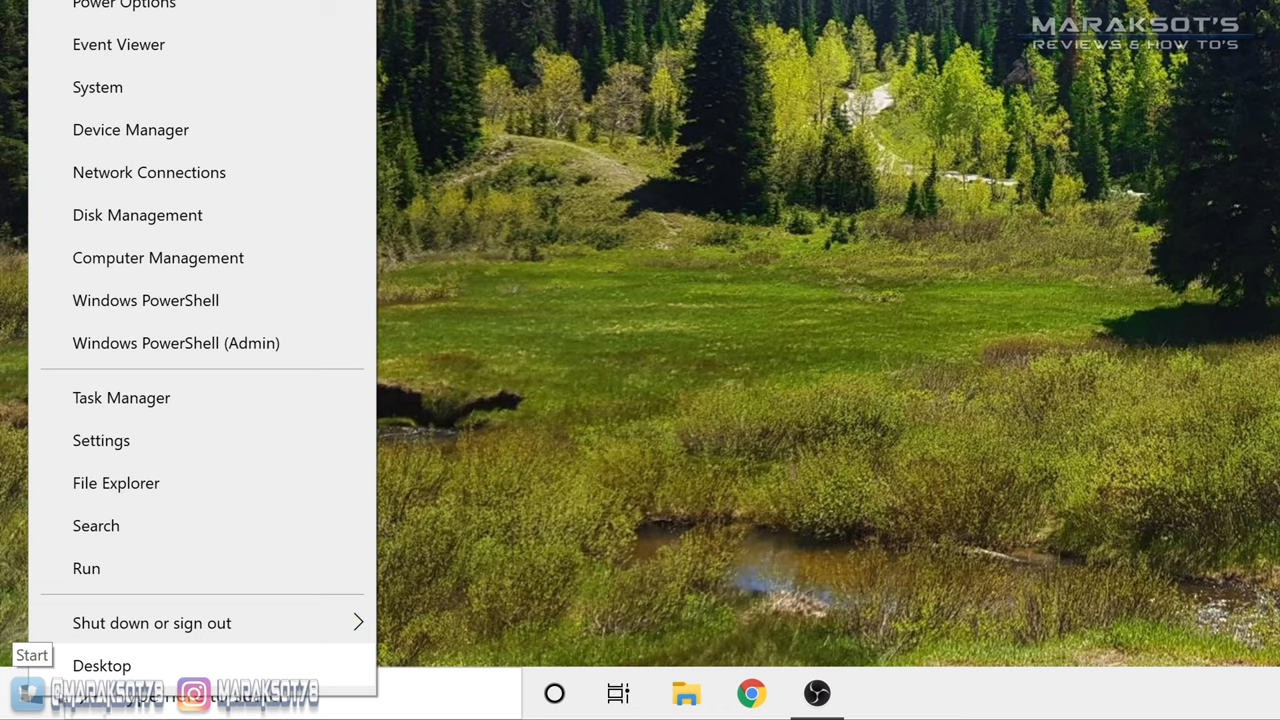 Power Options
Event Viewer
System
Device Manager
Network Connections
Disk Management
Computer Management
Windows PowerShell
Windows PowerShell (Admin)
Task Manager
Settings
File Explorer
Search
Run
Shut down or sign out
Desktop
Start
@MARAKSOT78
MARAKSOT78
MARAKSOT'S
REVIEWS & HOW TO'S